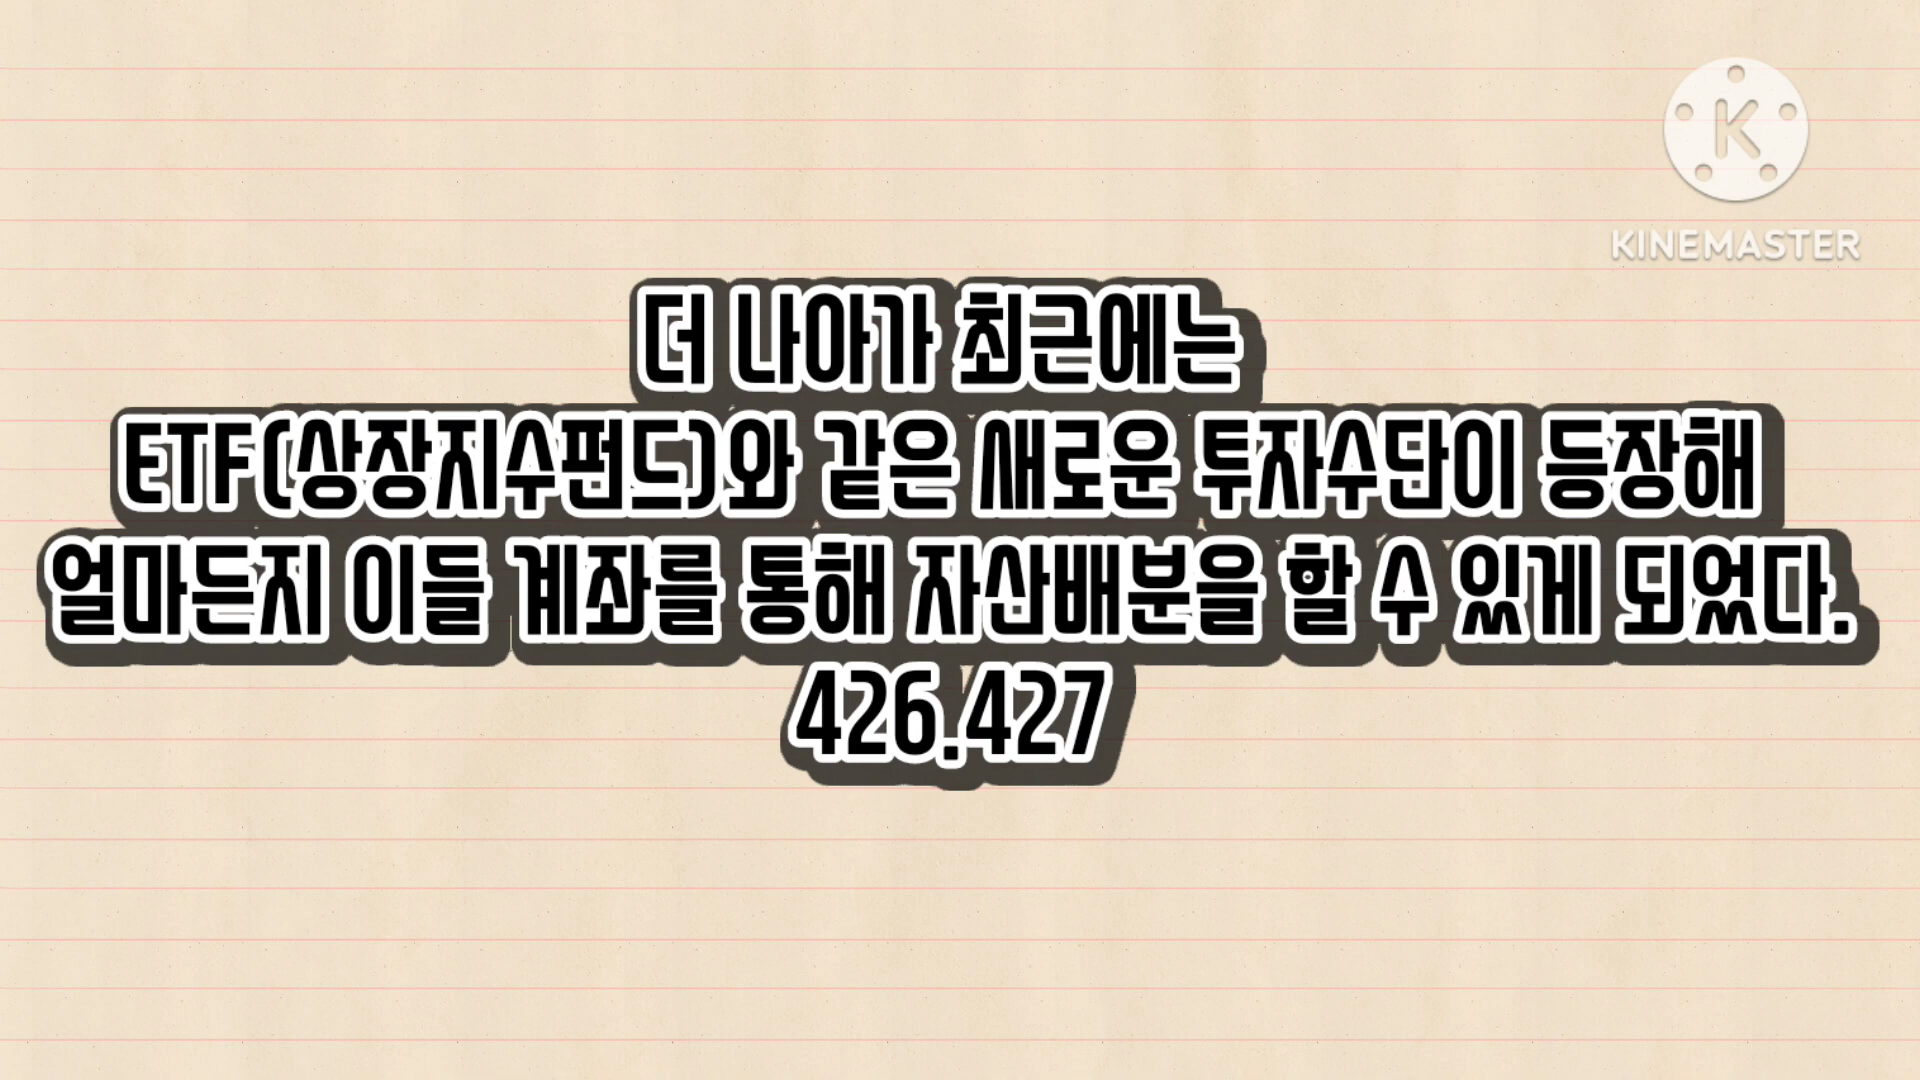 K
KINEMASTER
더 나아가 최근에는
ETF(상장지수펀드)와 같은 새로운 투자수단이 등장해
얼마든지 이들 계좌를 통해 자산배분을 할 수 있게 되었다.
426.427